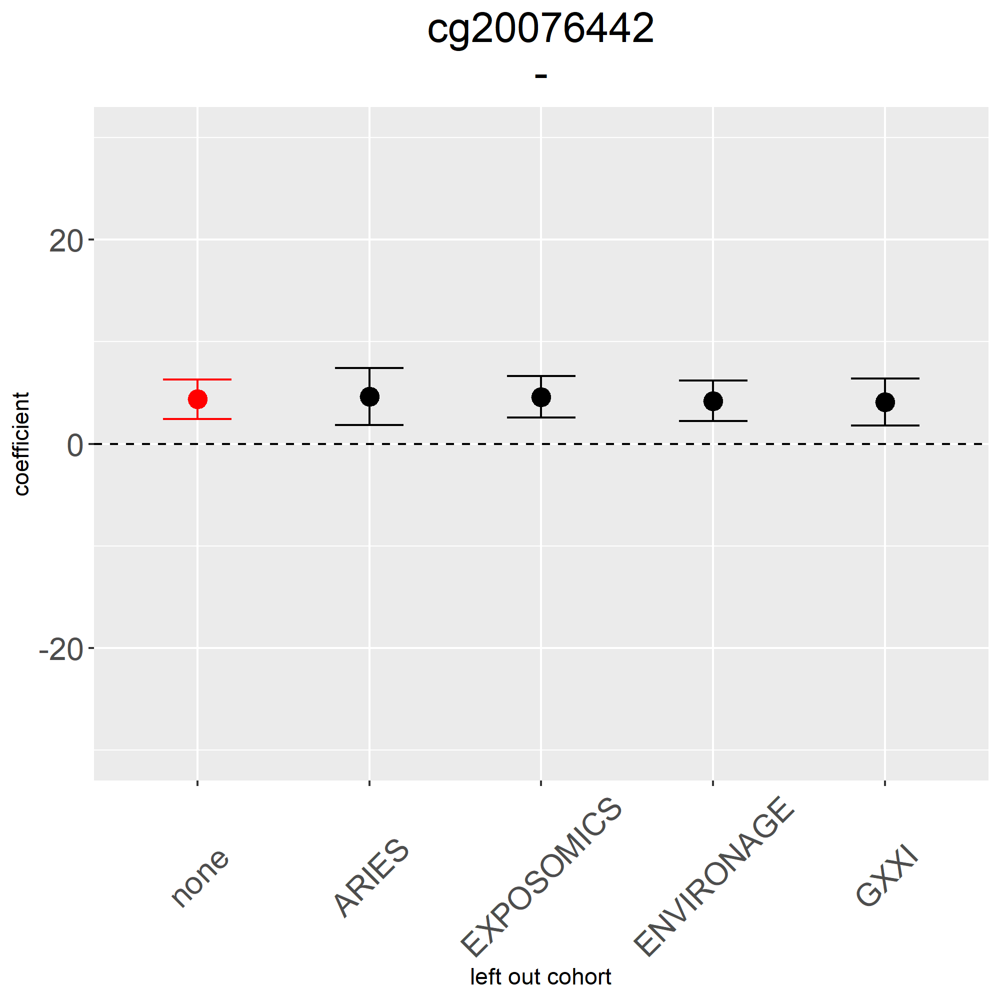 cg20076442
-
coefficient
20
0
-20
none
ARIES
EXPOSOMICS
ENVIRONAGE
GXXI
left out cohort